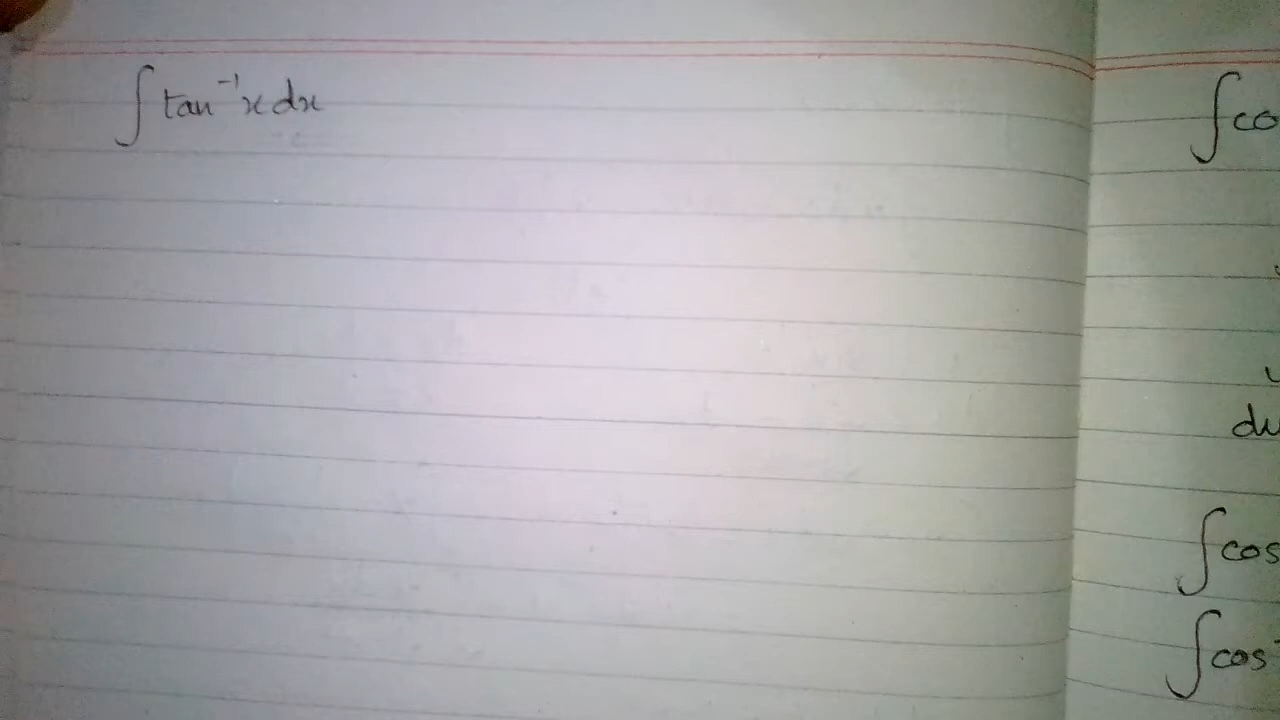 ∫ tan⁻¹x dx
∫ co
du
∫ cos
∫ cos⁻